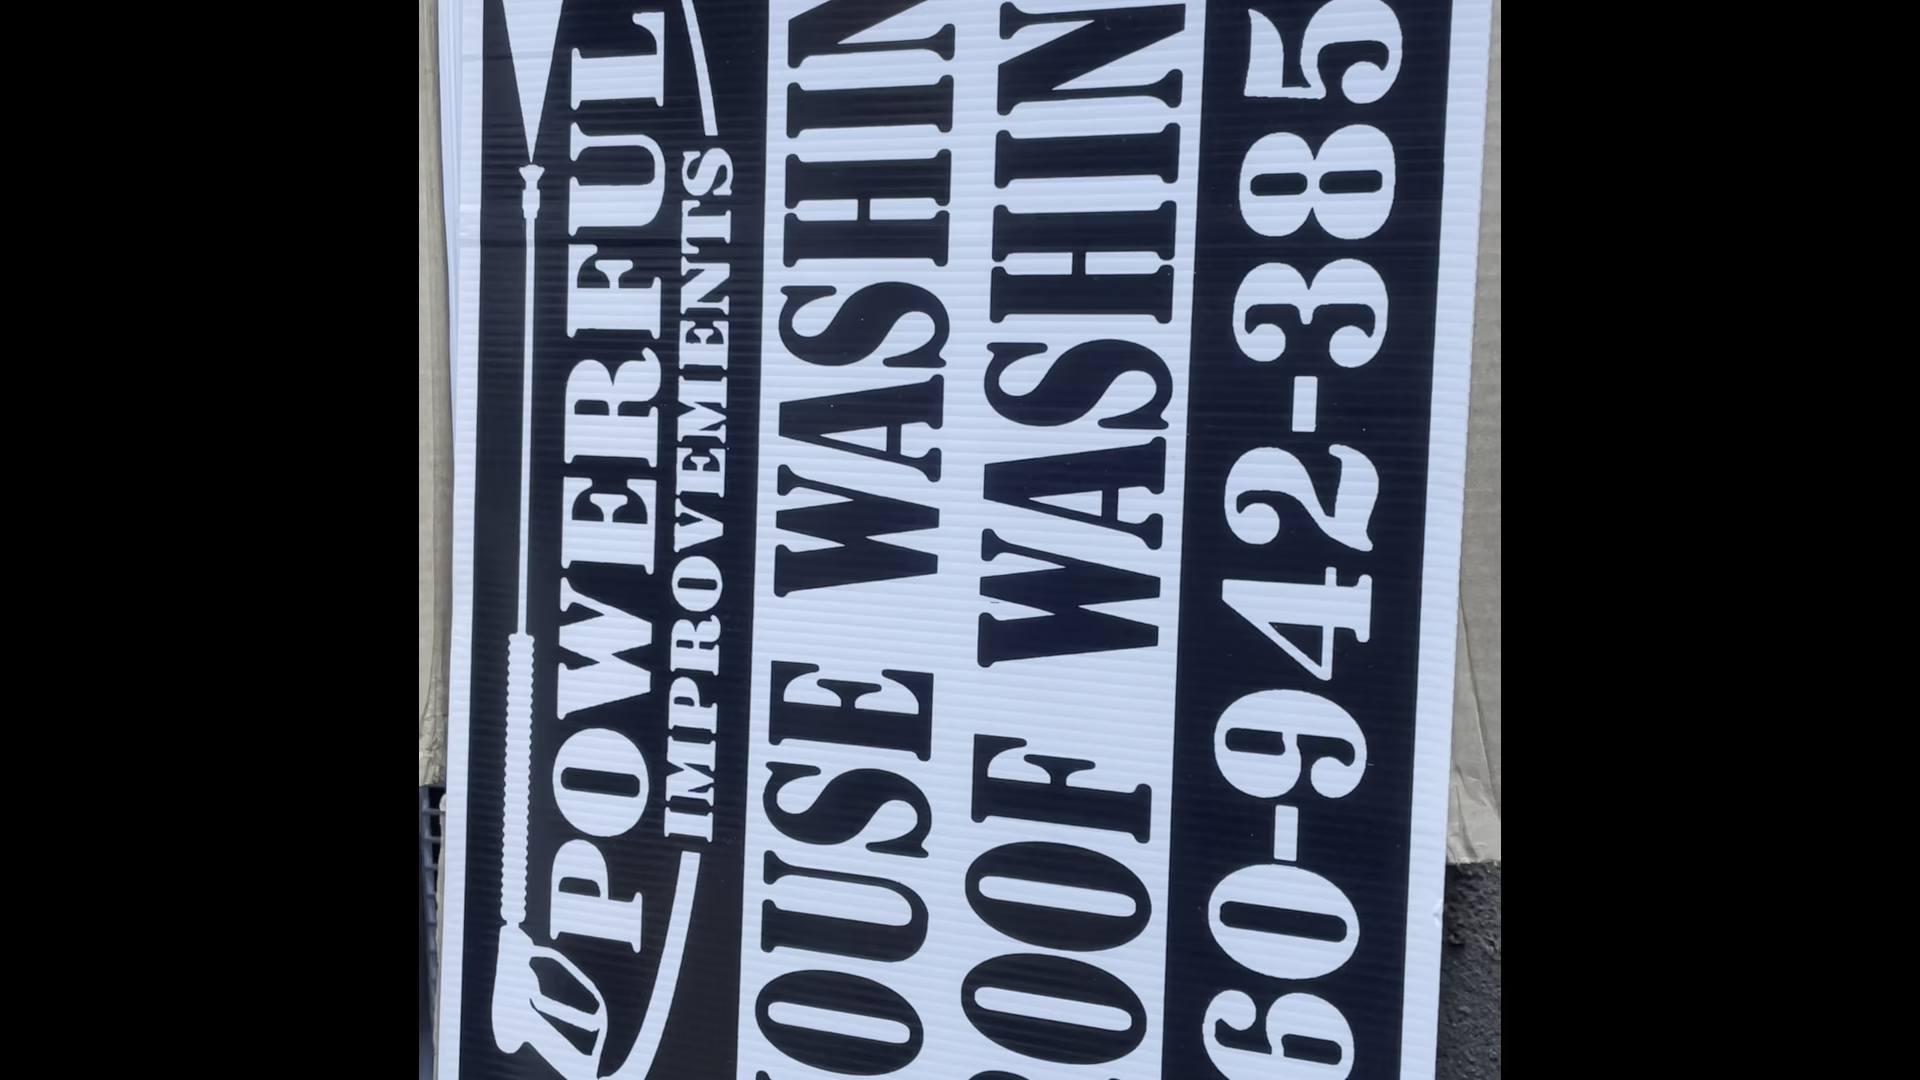 POWERFUL
IMPROVEMENTS
OUSE WASHIN
OOF WASHIN
60-942-385